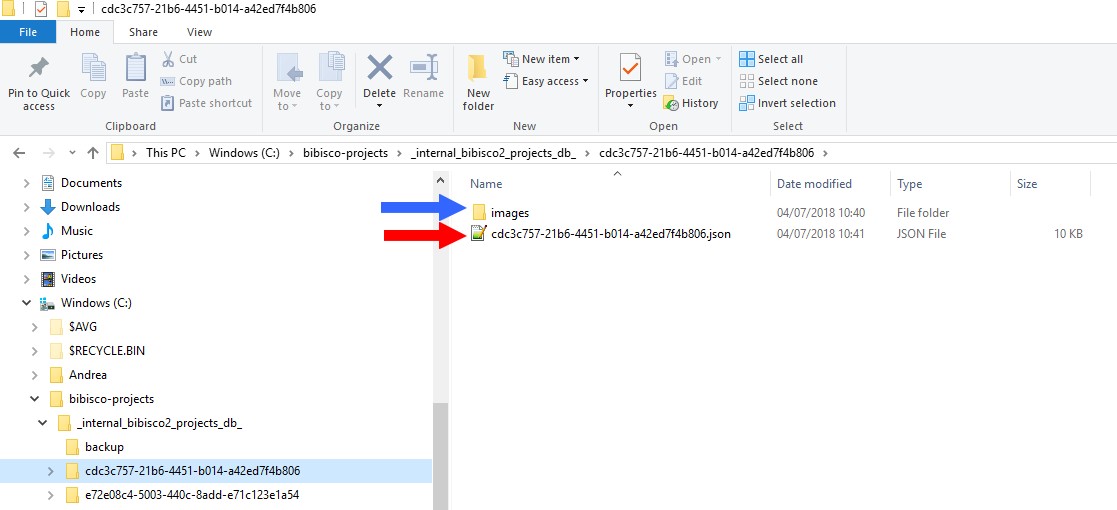 cdc3c757-21b6-4451-b014-a42ed7f4b806
File Home Share View
Pin to Quick access
Copy
Paste
Cut
Copy path
Paste shortcut
Clipboard
Move to
Copy to
Delete
Rename
Organize
New folder
New item
Easy access
New
Properties
Open
Edit
History
Open
Select all
Select none
Invert selection
Select
This PC > Windows (C:) > bibisco-projects > _internal_bibisco2_projects_db_ > cdc3c757-21b6-4451-b014-a42ed7f4b806 >
Documents
Downloads
Music
Pictures
Videos
Windows (C:)
$AVG
$RECYCLE.BIN
Andrea
bibisco-projects
_internal_bibisco2_projects_db_
backup
cdc3c757-21b6-4451-b014-a42ed7f4b806
e72e08c4-5003-440c-8add-e71c123e1a54
Name Date modified Type Size
images 04/07/2018 10:40 File folder
cdc3c757-21b6-4451-b014-a42ed7f4b806.json 04/07/2018 10:41 JSON File 10 KB